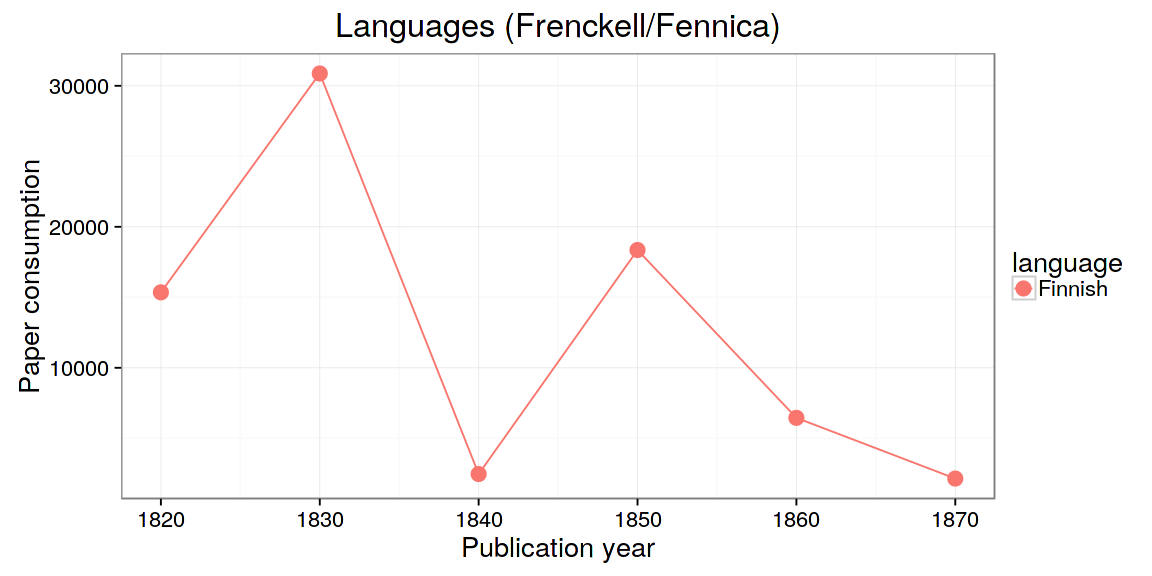 Languages (Frenckell/Fennica)
Paper consumption
30000
20000
10000
1820 1830 1840 1850 1860 1870
Publication year
language
Finnish